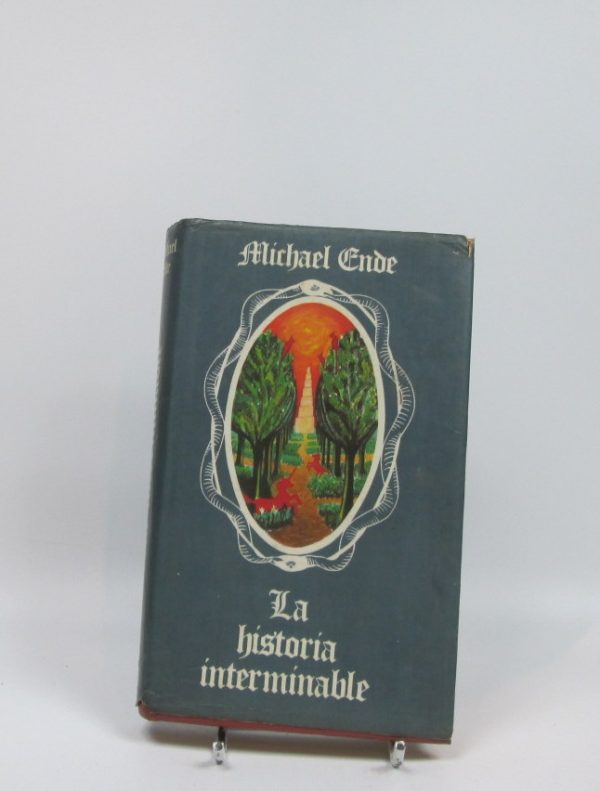 Michael Ende
La
historia
interminable